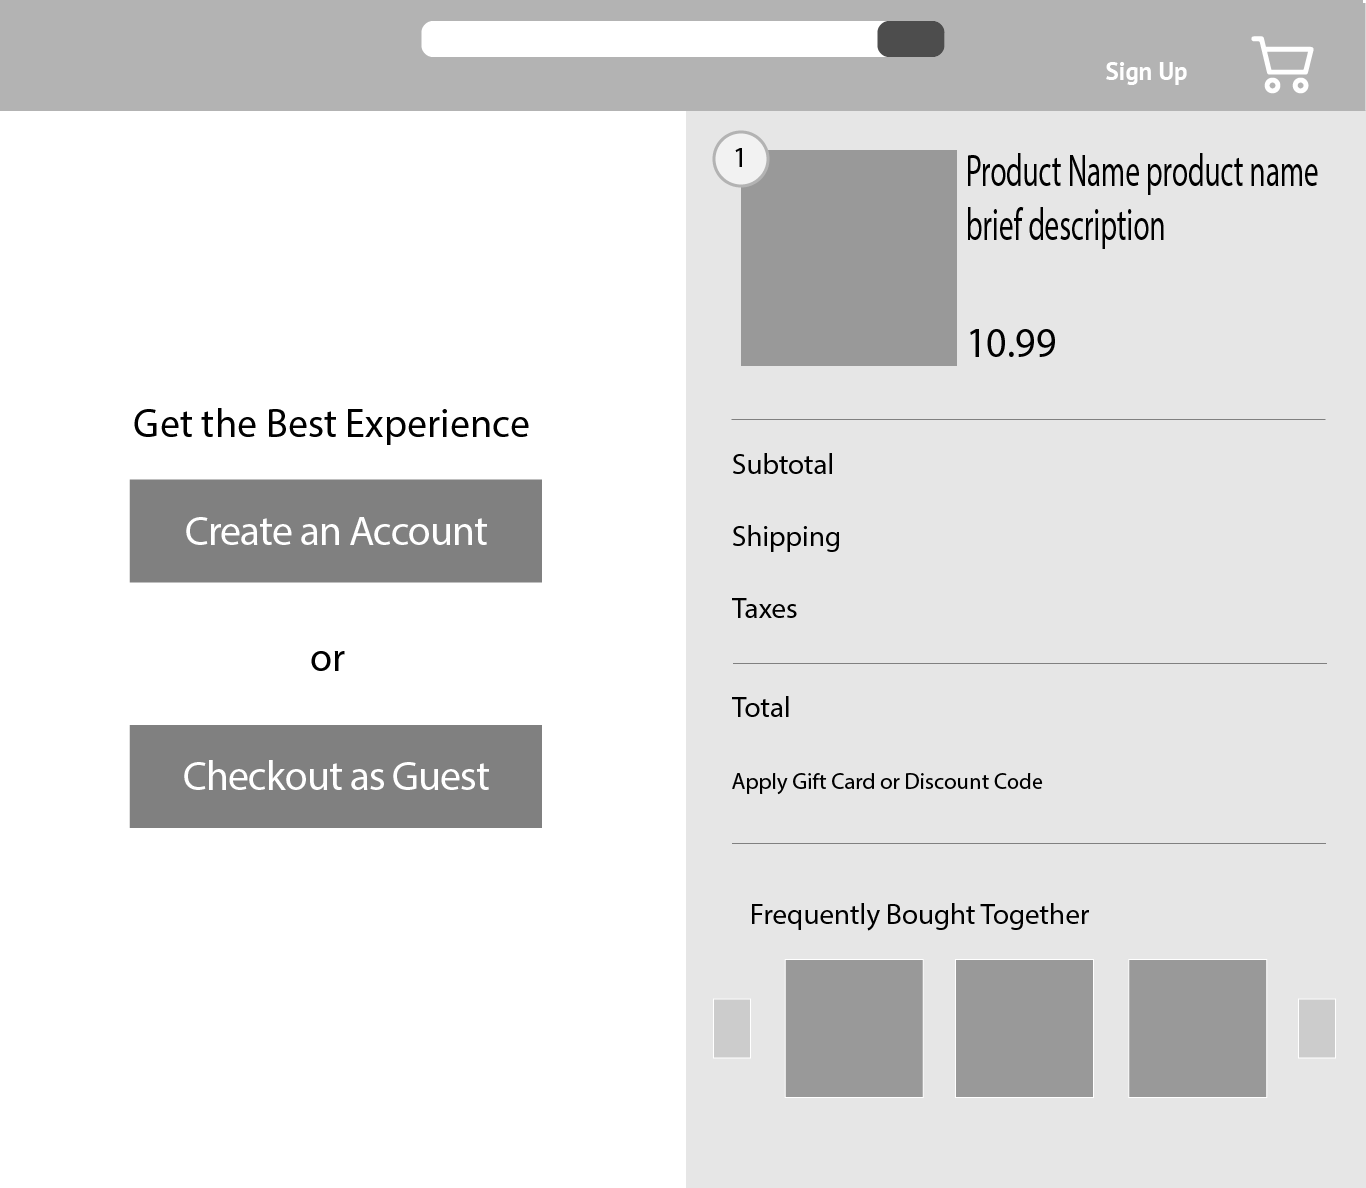 Sign Up
Get the Best Experience
Create an Account
or
Checkout as Guest
1
Product Name product name
brief description
10.99
Subtotal
Shipping
Taxes
Total
Apply Gift Card or Discount Code
Frequently Bought Together